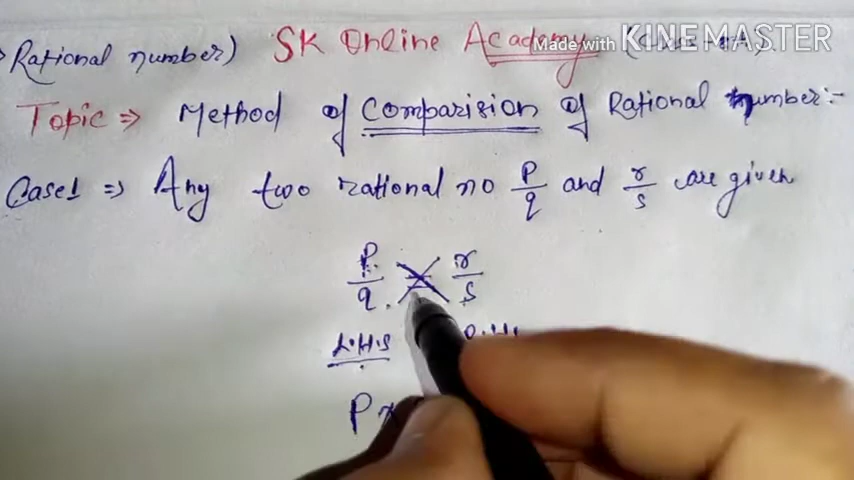 Rational number) SK Online Academy
Made with KINEMASTER
Topic ⇒ Method of Comparision of Rational number:-
Case1 ⇒ Any two rational no p/q and r/s are given
p/q r/s
L.H.S R.H.
P×